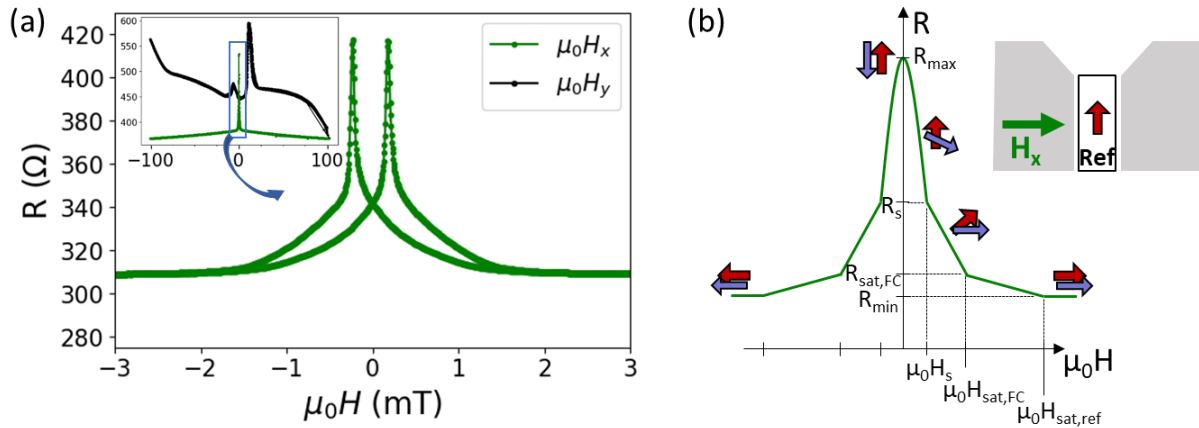 (a)
600
550
500
450
400
−100
0
100
μ₀Hₓ
μ₀Hᵧ
420
400
380
360
340
320
300
280
R (Ω)
−3
−2
−1
0
1
2
3
μ₀H (mT)
(b)
R
Rmax
Rs
Rsat,FC
Rmin
μ₀H
μ₀Hs
μ₀Hsat,FC
μ₀Hsat,ref
Hx
Ref